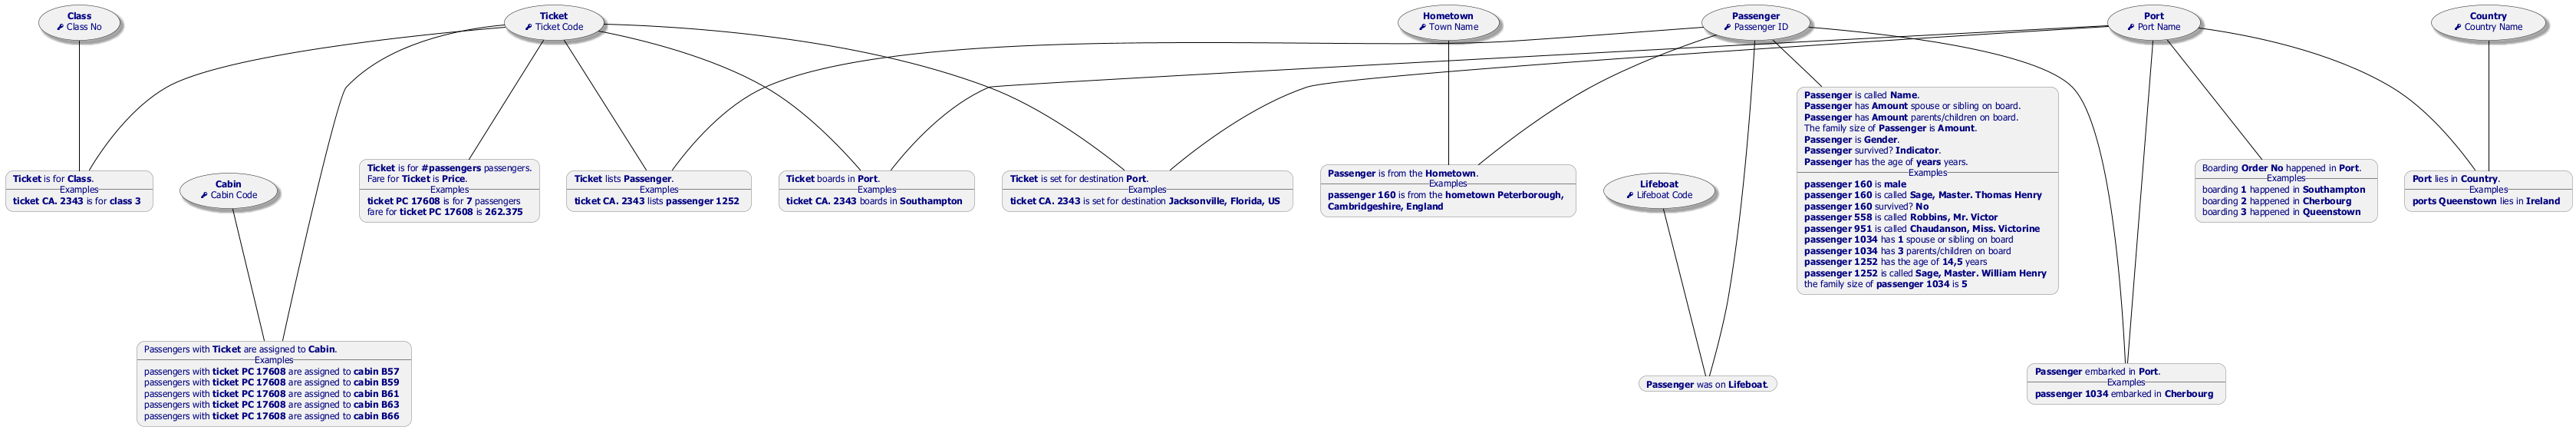 Class
Class No
Ticket
Ticket Code
Hometown
Town Name
Passenger
Passenger ID
Port
Port Name
Country
Country Name
Ticket is for Class.
Examples
ticket CA. 2343 is for class 3
Cabin
Cabin Code
Ticket is for #passengers passengers.
Fare for Ticket is Price.
Examples
ticket PC 17608 is for 7 passengers
fare for ticket PC 17608 is 262.375
Ticket lists Passenger.
Examples
ticket CA. 2343 lists passenger 1252
Ticket boards in Port.
Examples
ticket CA. 2343 boards in Southampton
Ticket is set for destination Port.
Examples
ticket CA. 2343 is set for destination Jacksonville, Florida, US
Passenger is from the Hometown.
Examples
passenger 160 is from the hometown Peterborough,
Cambridgeshire, England
Lifeboat
Lifeboat Code
Passenger is called Name.
Passenger has Amount spouse or sibling on board.
Passenger has Amount parents/children on board.
The family size of Passenger is Amount.
Passenger is Gender.
Passenger survived? Indicator.
Passenger has the age of years years.
Examples
passenger 160 is male
passenger 160 is called Sage, Master. Thomas Henry
passenger 160 survived? No
passenger 558 is called Robbins, Mr. Victor
passenger 951 is called Chaudanson, Miss. Victorine
passenger 1034 has 1 spouse or sibling on board
passenger 1034 has 3 parents/children on board
passenger 1252 has the age of 14,5 years
passenger 1252 is called Sage, Master. William Henry
the family size of passenger 1034 is 5
Boarding Order No happened in Port.
Examples
boarding 1 happened in Southampton
boarding 2 happened in Cherbourg
boarding 3 happened in Queenstown
Port lies in Country.
Examples
ports Queenstown lies in Ireland
Passengers with Ticket are assigned to Cabin.
Examples
passengers with ticket PC 17608 are assigned to cabin B57
passengers with ticket PC 17608 are assigned to cabin B59
passengers with ticket PC 17608 are assigned to cabin B61
passengers with ticket PC 17608 are assigned to cabin B63
passengers with ticket PC 17608 are assigned to cabin B66
Passenger was on Lifeboat.
Passenger embarked in Port.
Examples
passenger 1034 embarked in Cherbourg